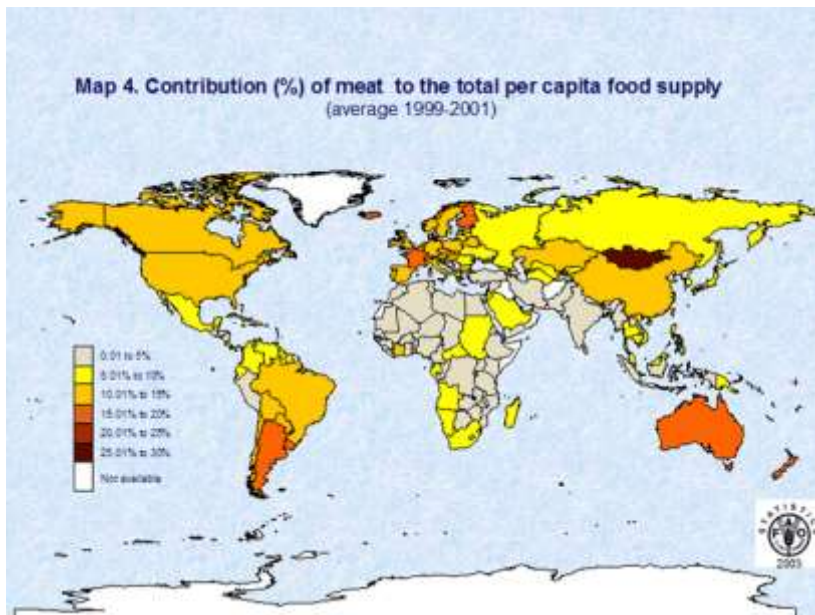 Map 4. Contribution (%) of meat to the total per capita food supply
(average 1999-2001)
0.01 to 5%
5.01% to 10%
10.01% to 15%
15.01% to 20%
20.01% to 25%
25.01% to 30%
Not available
STATISTICS
FAO
2003